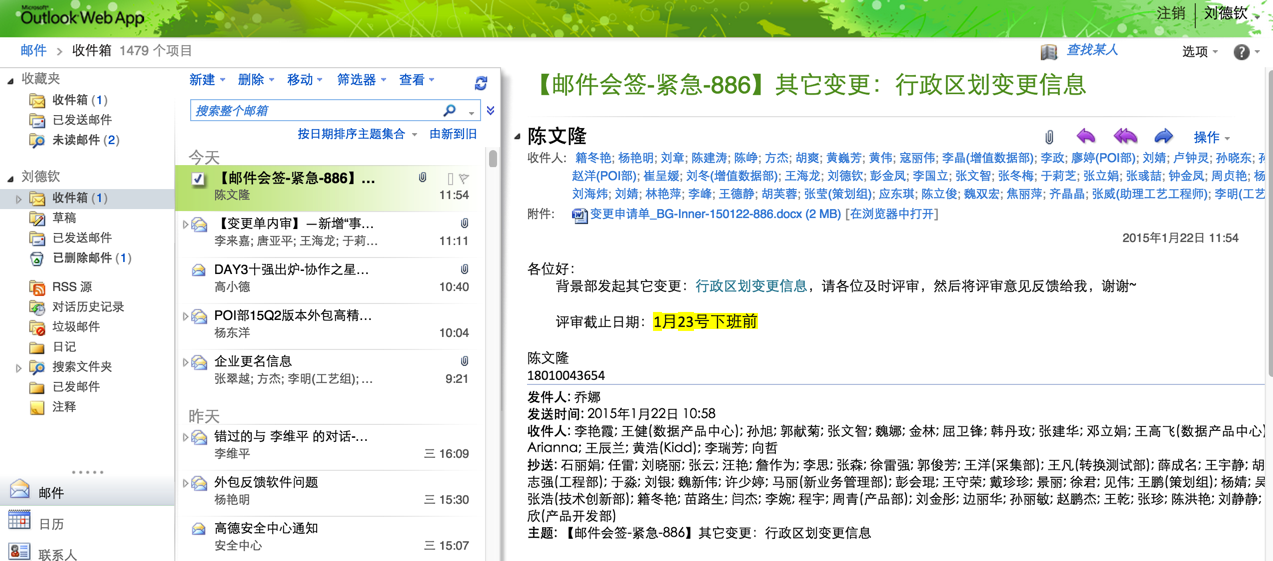 Microsoft
Outlook Web App
注销 刘德钦
邮件 > 收件箱 1479 个项目
查找某人
选项
收藏夹
收件箱 (1)
已发送邮件
未读邮件 (2)
刘德钦
收件箱 (1)
草稿
已发送邮件
已删除邮件 (1)
RSS 源
对话历史记录
垃圾邮件
日记
搜索文件夹
已发邮件
注释
邮件
日历
联系人
新建 删除 移动 筛选器 查看
搜索整个邮箱
按日期排序主题集合 由新到旧
今天
【邮件会签-紧急-886】...
陈文隆 11:54
【变更单内审】—新增“事...
李来嘉; 唐亚平; 王海龙; 于莉... 11:11
DAY3十强出炉-协作之星...
高小德 10:40
POI部15Q2版本外包高精...
杨东洋 10:04
企业更名信息
张翠越; 方杰; 李明(工艺组); ... 9:21
昨天
错过的与 李维平 的对话-...
李维平 三 16:09
外包反馈软件问题
杨艳明 三 15:30
高德安全中心通知
安全中心 三 15:07
【邮件会签-紧急-886】其它变更：行政区划变更信息
陈文隆
操作
收件人: 籍冬艳; 杨艳明; 刘章; 陈建涛; 陈峥; 方杰; 胡爽; 黄巍芳; 黄伟; 寇丽伟; 李晶(增值数据部); 李政; 廖婷(POI部); 刘婧; 卢钟灵; 孙晓东; 孙
赵洋(POI部); 崔呈媛; 刘冬(增值数据部); 王海龙; 刘德钦; 彭金凤; 李国立; 张文智; 张冬梅; 于莉芝; 张立娟; 张彧喆; 钟金凤; 周贞艳; 杨
刘海炜; 刘婧; 林艳萍; 李峰; 王德静; 胡芙蓉; 张莹(策划组); 应东琪; 陈立俊; 魏双宏; 焦丽萍; 齐晶晶; 张威(助理工艺工程师); 李明(工艺
附件: 变更申请单_BG-Inner-150122-886.docx (2 MB) [在浏览器中打开]
2015年1月22日 11:54
各位好：
背景部发起其它变更：行政区划变更信息，请各位及时评审，然后将评审意见反馈给我，谢谢~
评审截止日期：1月23号下班前
陈文隆
18010043654
发件人: 乔娜
发送时间: 2015年1月22日 10:58
收件人: 李艳霞; 王健(数据产品中心); 孙旭; 郭献菊; 张文智; 魏娜; 金林; 屈卫锋; 韩丹玫; 张建华; 邓立娟; 王高飞(数据产品中心)
Arianna; 王辰兰; 黄浩(Kidd); 李瑞芳; 向哲
抄送: 石丽娟; 任雷; 刘晓丽; 张云; 汪艳; 詹作为; 李思; 张森; 徐雷强; 郭俊芳; 王洋(采集部); 王凡(转换测试部); 薛成名; 王宇静; 胡
志强(工程部); 于淼; 刘银; 魏新伟; 许少婷; 马丽(新业务管理部); 彭会琨; 王守荣; 戴珍珍; 景丽; 徐君; 见伟; 王鹏(策划组); 杨婧; 吴
张浩(技术创新部); 籍冬艳; 苗路生; 闫杰; 李婉; 程宇; 周青(产品部); 刘金彤; 边丽华; 孙丽敏; 赵鹏杰; 王乾; 张珍; 陈洪艳; 刘静静;
欣(产品开发部)
主题: 【邮件会签-紧急-886】其它变更：行政区划变更信息